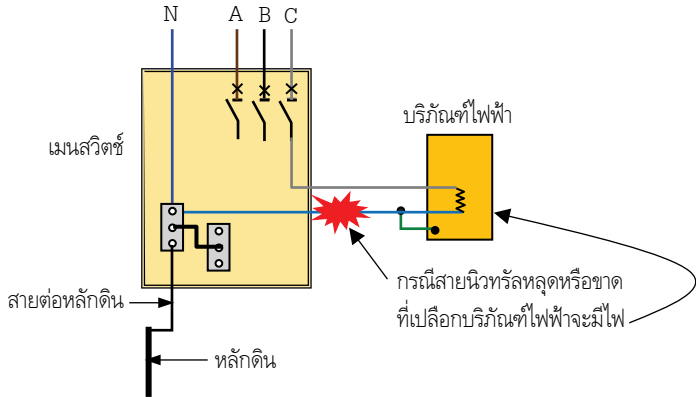 N A B C
บริภัณฑ์ไฟฟ้า
เมนสวิตช์
กรณีสายนิวทรัลหลุดหรือขาด
ที่เปลือกบริภัณฑ์ไฟฟ้าจะมีไฟ
สายต่อหลักดิน
หลักดิน